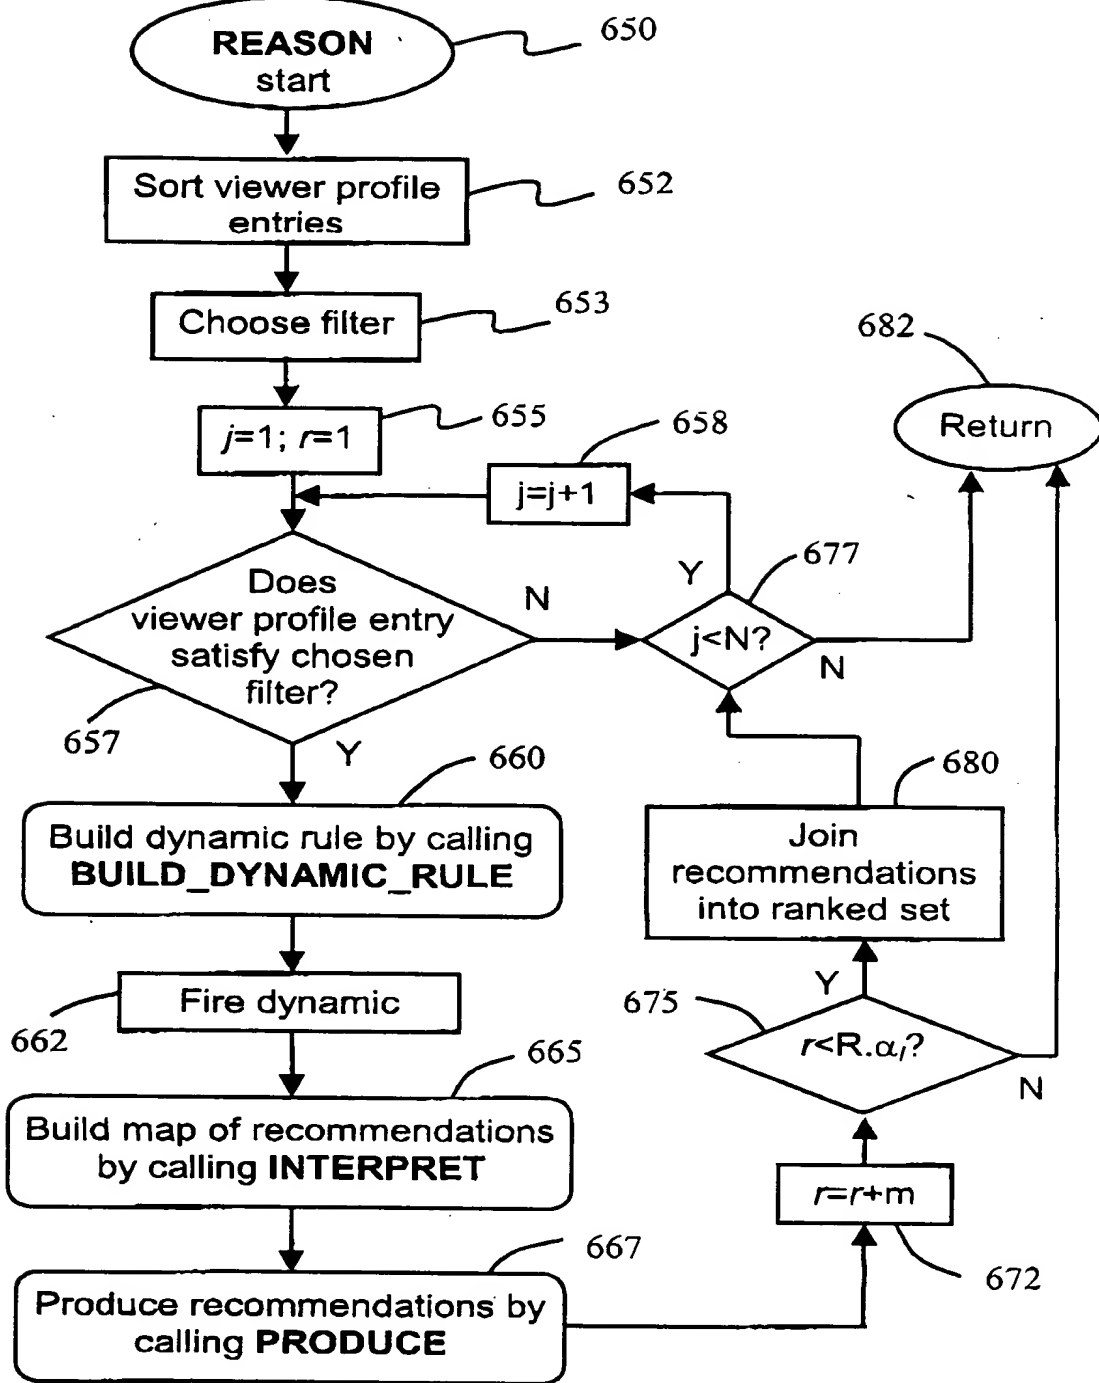 REASON
start
650
Sort viewer profile
entries
652
Choose filter
653
j=1; r=1
655
j=j+1
658
Return
682
Does
viewer profile entry
satisfy chosen
filter?
657
N
Y
j<N?
677
Y
N
Build dynamic rule by calling
BUILD_DYNAMIC_RULE
660
Fire dynamic
662
Build map of recommendations
by calling INTERPRET
665
Produce recommendations by
calling PRODUCE
667
r=r+m
672
r<R.αi?
675
Y
N
Join
recommendations
into ranked set
680